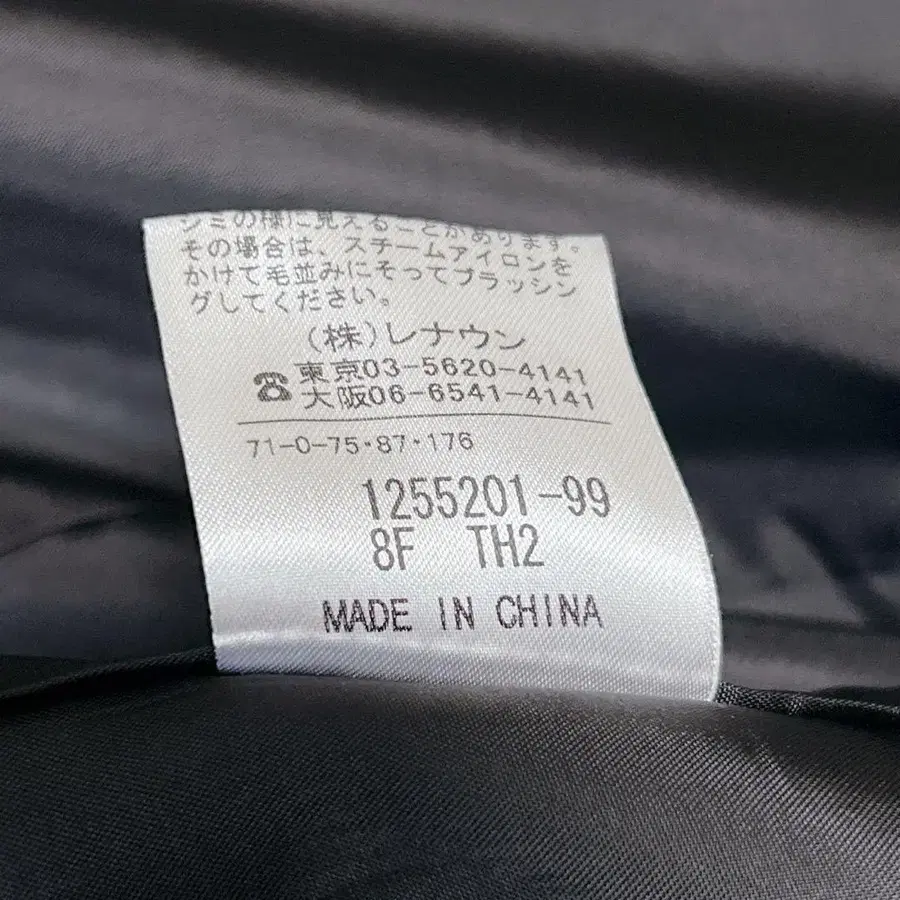 シミの様に見えることがあります。
その場合は、スチームアイロンを
かけて毛並みにそってブラッシン
グしてください。
(株)レナウン
☎ 東京03-5620-4141
大阪06-6541-4141
71-0-75・87・176
1255201-99
8F TH2
MADE IN CHINA